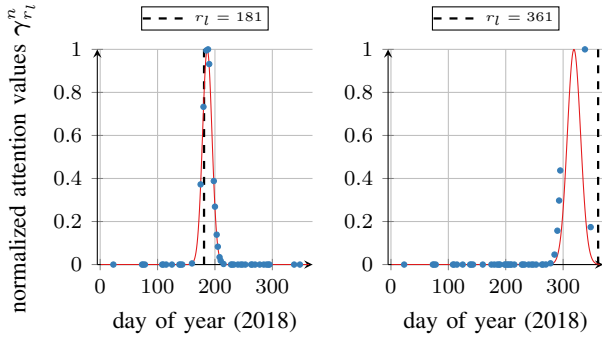 r_l = 181
r_l = 361
normalized attention values γ^n_{r_l}
1
0.8
0.6
0.4
0.2
0
0 100 200 300
day of year (2018)
1
0.8
0.6
0.4
0.2
0
0 100 200 300
day of year (2018)